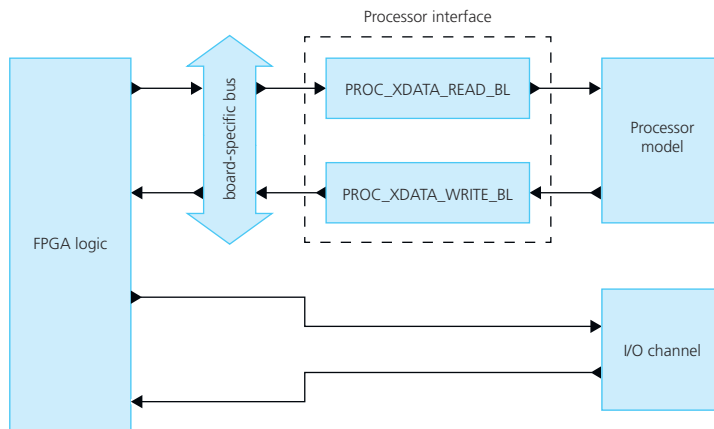 Processor interface
PROC_XDATA_READ_BL
board-specific bus
Processor
model
PROC_XDATA_WRITE_BL
FPGA logic
I/O channel